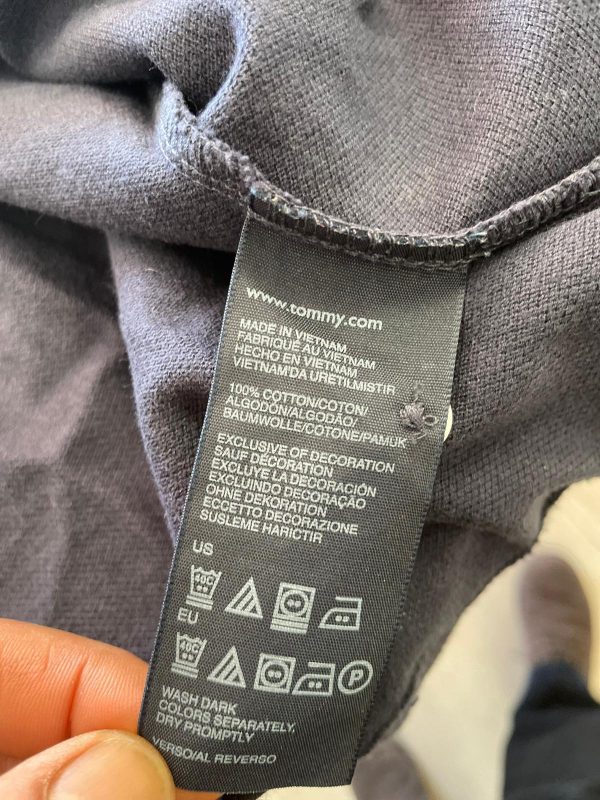 www.tommy.com
MADE IN VIETNAM
FABRIQUÉ AU VIETNAM
HECHO EN VIETNAM
VIETNAM'DA URETILMISTIR
100% COTTON/COTON/
ALGODÓN/ALGODÃO/
BAUMWOLLE/COTONE/PAMUK
EXCLUSIVE OF DECORATION
SAUF DÉCORATION
EXCLUYE LA DECORACIÓN
EXCLUINDO DECORAÇÃO
OHNE DEKORATION
ECCETTO DECORAZIONE
SUSLEME HARICTIR
US
40C
EU
40C
P
WASH DARK
COLORS SEPARATELY.
DRY PROMPTLY
VERSO/AL REVERSO